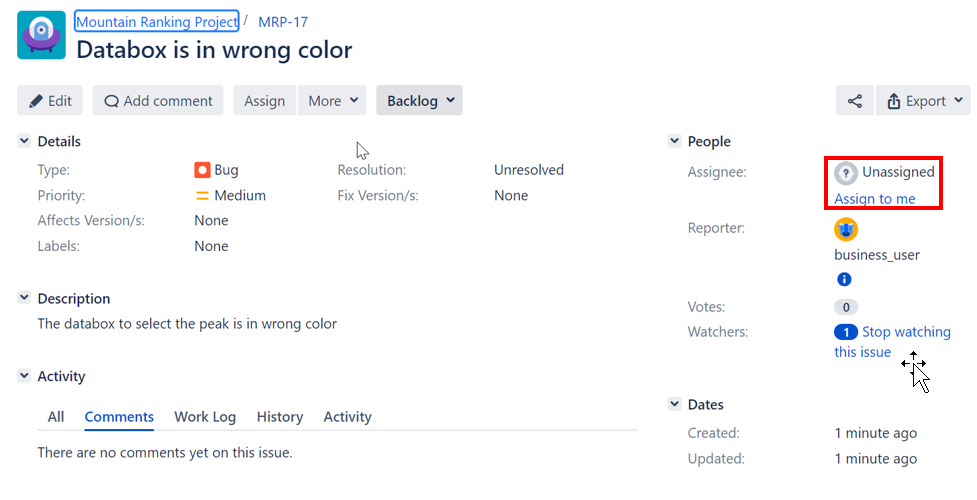 Mountain Ranking Project / MRP-17
Databox is in wrong color
Edit Add comment Assign More Backlog Export
Details
Type: Bug Resolution: Unresolved
Priority: Medium Fix Version/s: None
Affects Version/s: None
Labels: None
Description
The databox to select the peak is in wrong color
Activity
All Comments Work Log History Activity
There are no comments yet on this issue.
People
Assignee: ? Unassigned
Assign to me
Reporter:
business_user
i
Votes: 0
Watchers: 1 Stop watching
this issue
Dates
Created: 1 minute ago
Updated: 1 minute ago